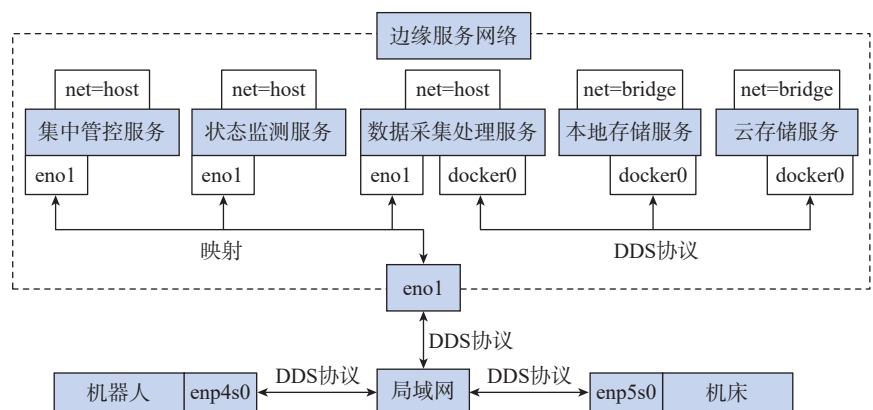 边缘服务网络
net=host net=host net=host net=bridge net=bridge
集中管控服务 状态监测服务 数据采集处理服务 本地存储服务 云存储服务
eno1 eno1 eno1 docker0 docker0 docker0
映射 DDS协议
eno1
DDS协议
机器人 enp4s0 DDS协议 局域网 DDS协议 enp5s0 机床